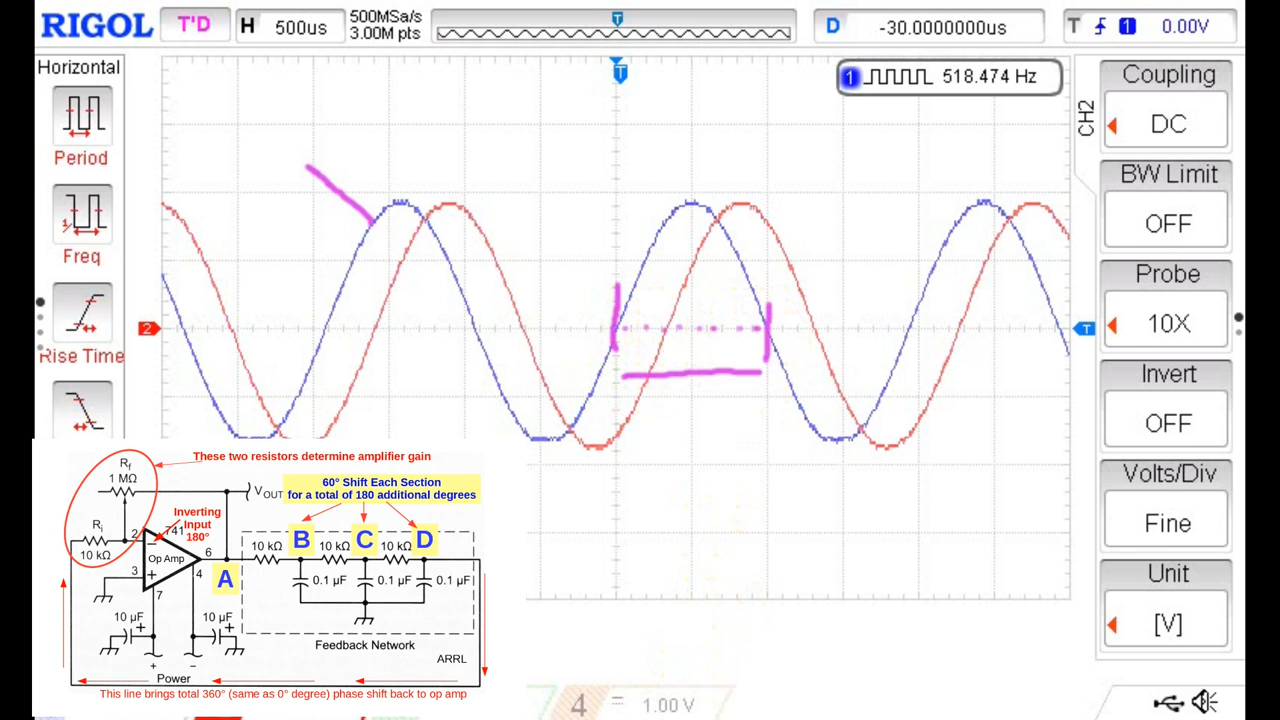 RIGOL T'D H 500us 500MSa/s 3.00M pts T D -30.0000000us T 1 0.00V
Horizontal
Period
Freq
Rise Time
T
1 518.474 Hz
2
T
CH2
Coupling
DC
BW Limit
OFF
Probe
10X
Invert
OFF
Volts/Div
Fine
Unit
[V]
4 1.00 V
These two resistors determine amplifier gain
Rf
1 MΩ
VOUT
60° Shift Each Section
for a total of 180 additional degrees
Inverting
Input
180°
Ri
10 kΩ
2
741
−
Op Amp
6
3
+
4
7
A
B
C
D
10 kΩ
10 kΩ
10 kΩ
0.1 µF
0.1 µF
0.1 µF
10 µF
+
10 µF
+
+
−
Power
Feedback Network
ARRL
This line brings total 360° (same as 0° degree) phase shift back to op amp